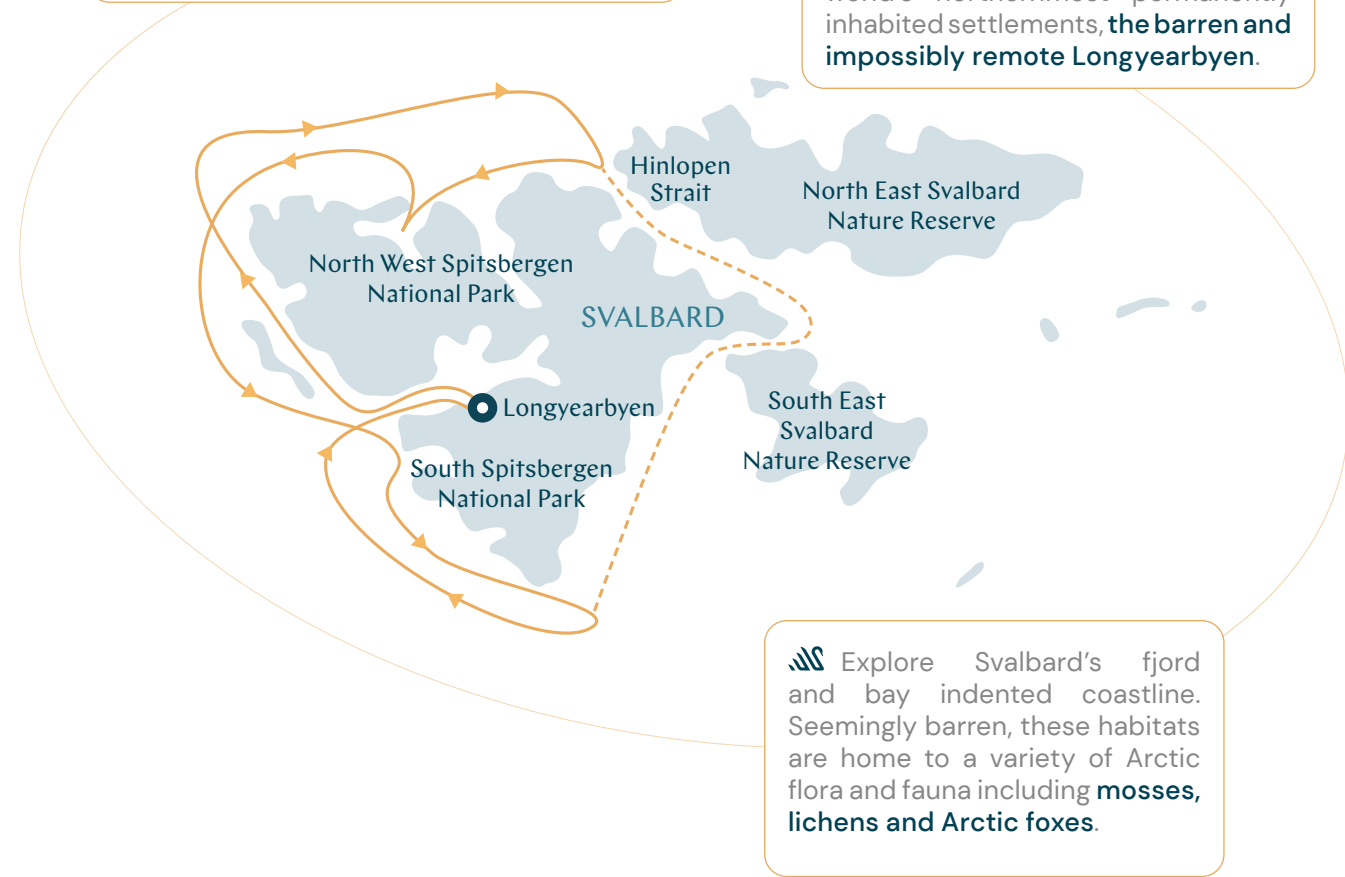 world's northernmost permanently
inhabited settlements, the barren and
impossibly remote Longyearbyen.
Hinlopen
Strait
North East Svalbard
Nature Reserve
North West Spitsbergen
National Park
SVALBARD
Longyearbyen
South East
Svalbard
Nature Reserve
South Spitsbergen
National Park
Explore Svalbard's fjord
and bay indented coastline.
Seemingly barren, these habitats
are home to a variety of Arctic
flora and fauna including mosses,
lichens and Arctic foxes.